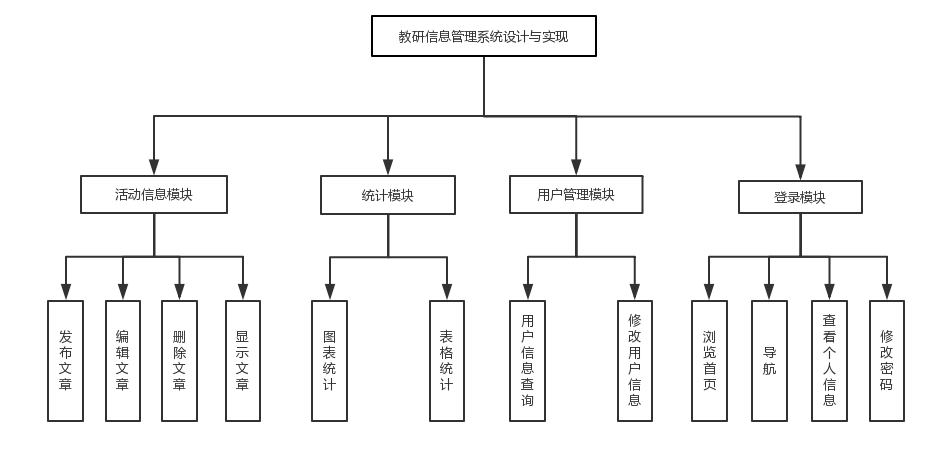 教研信息管理系统设计与实现
活动信息模块
统计模块
用户管理模块
登录模块
发布文章
编辑文章
删除文章
显示文章
图表统计
表格统计
用户信息查询
修改用户信息
浏览首页
导航
查看个人信息
修改密码